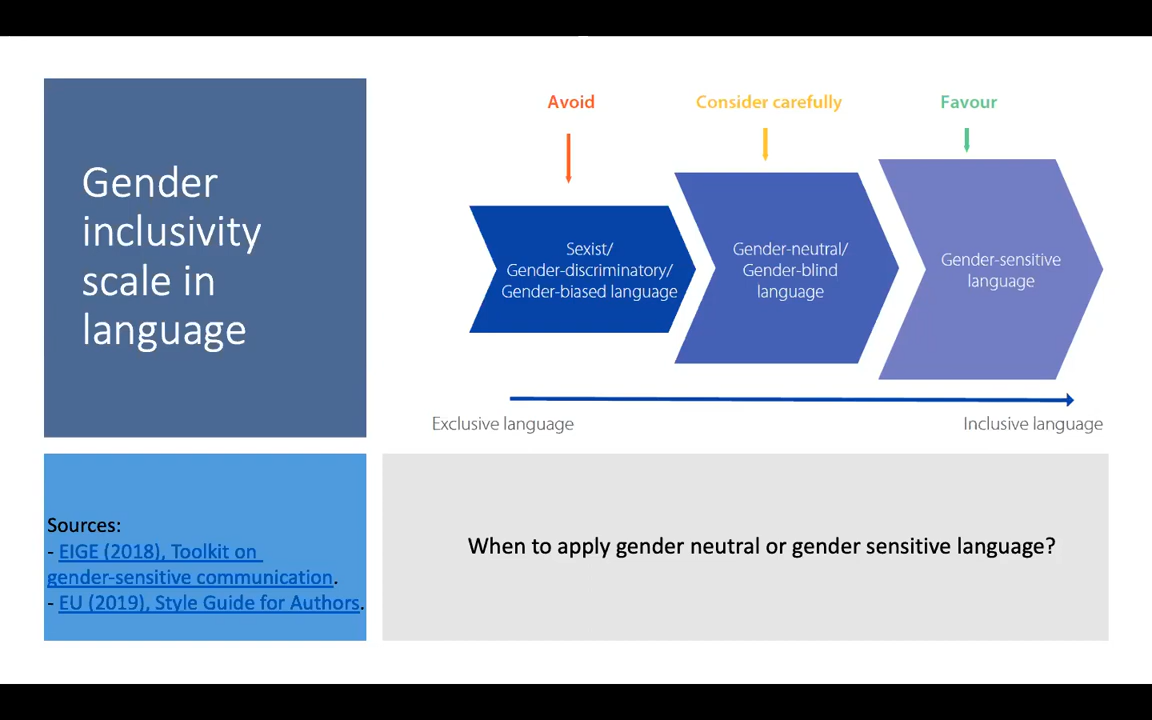 Gender
inclusivity
scale in
language
Avoid
Consider carefully
Favour
Sexist/
Gender-discriminatory/
Gender-biased language
Gender-neutral/
Gender-blind
language
Gender-sensitive
language
Exclusive language
Inclusive language
Sources:
- EIGE (2018), Toolkit on
gender-sensitive communication.
- EU (2019), Style Guide for Authors.
When to apply gender neutral or gender sensitive language?